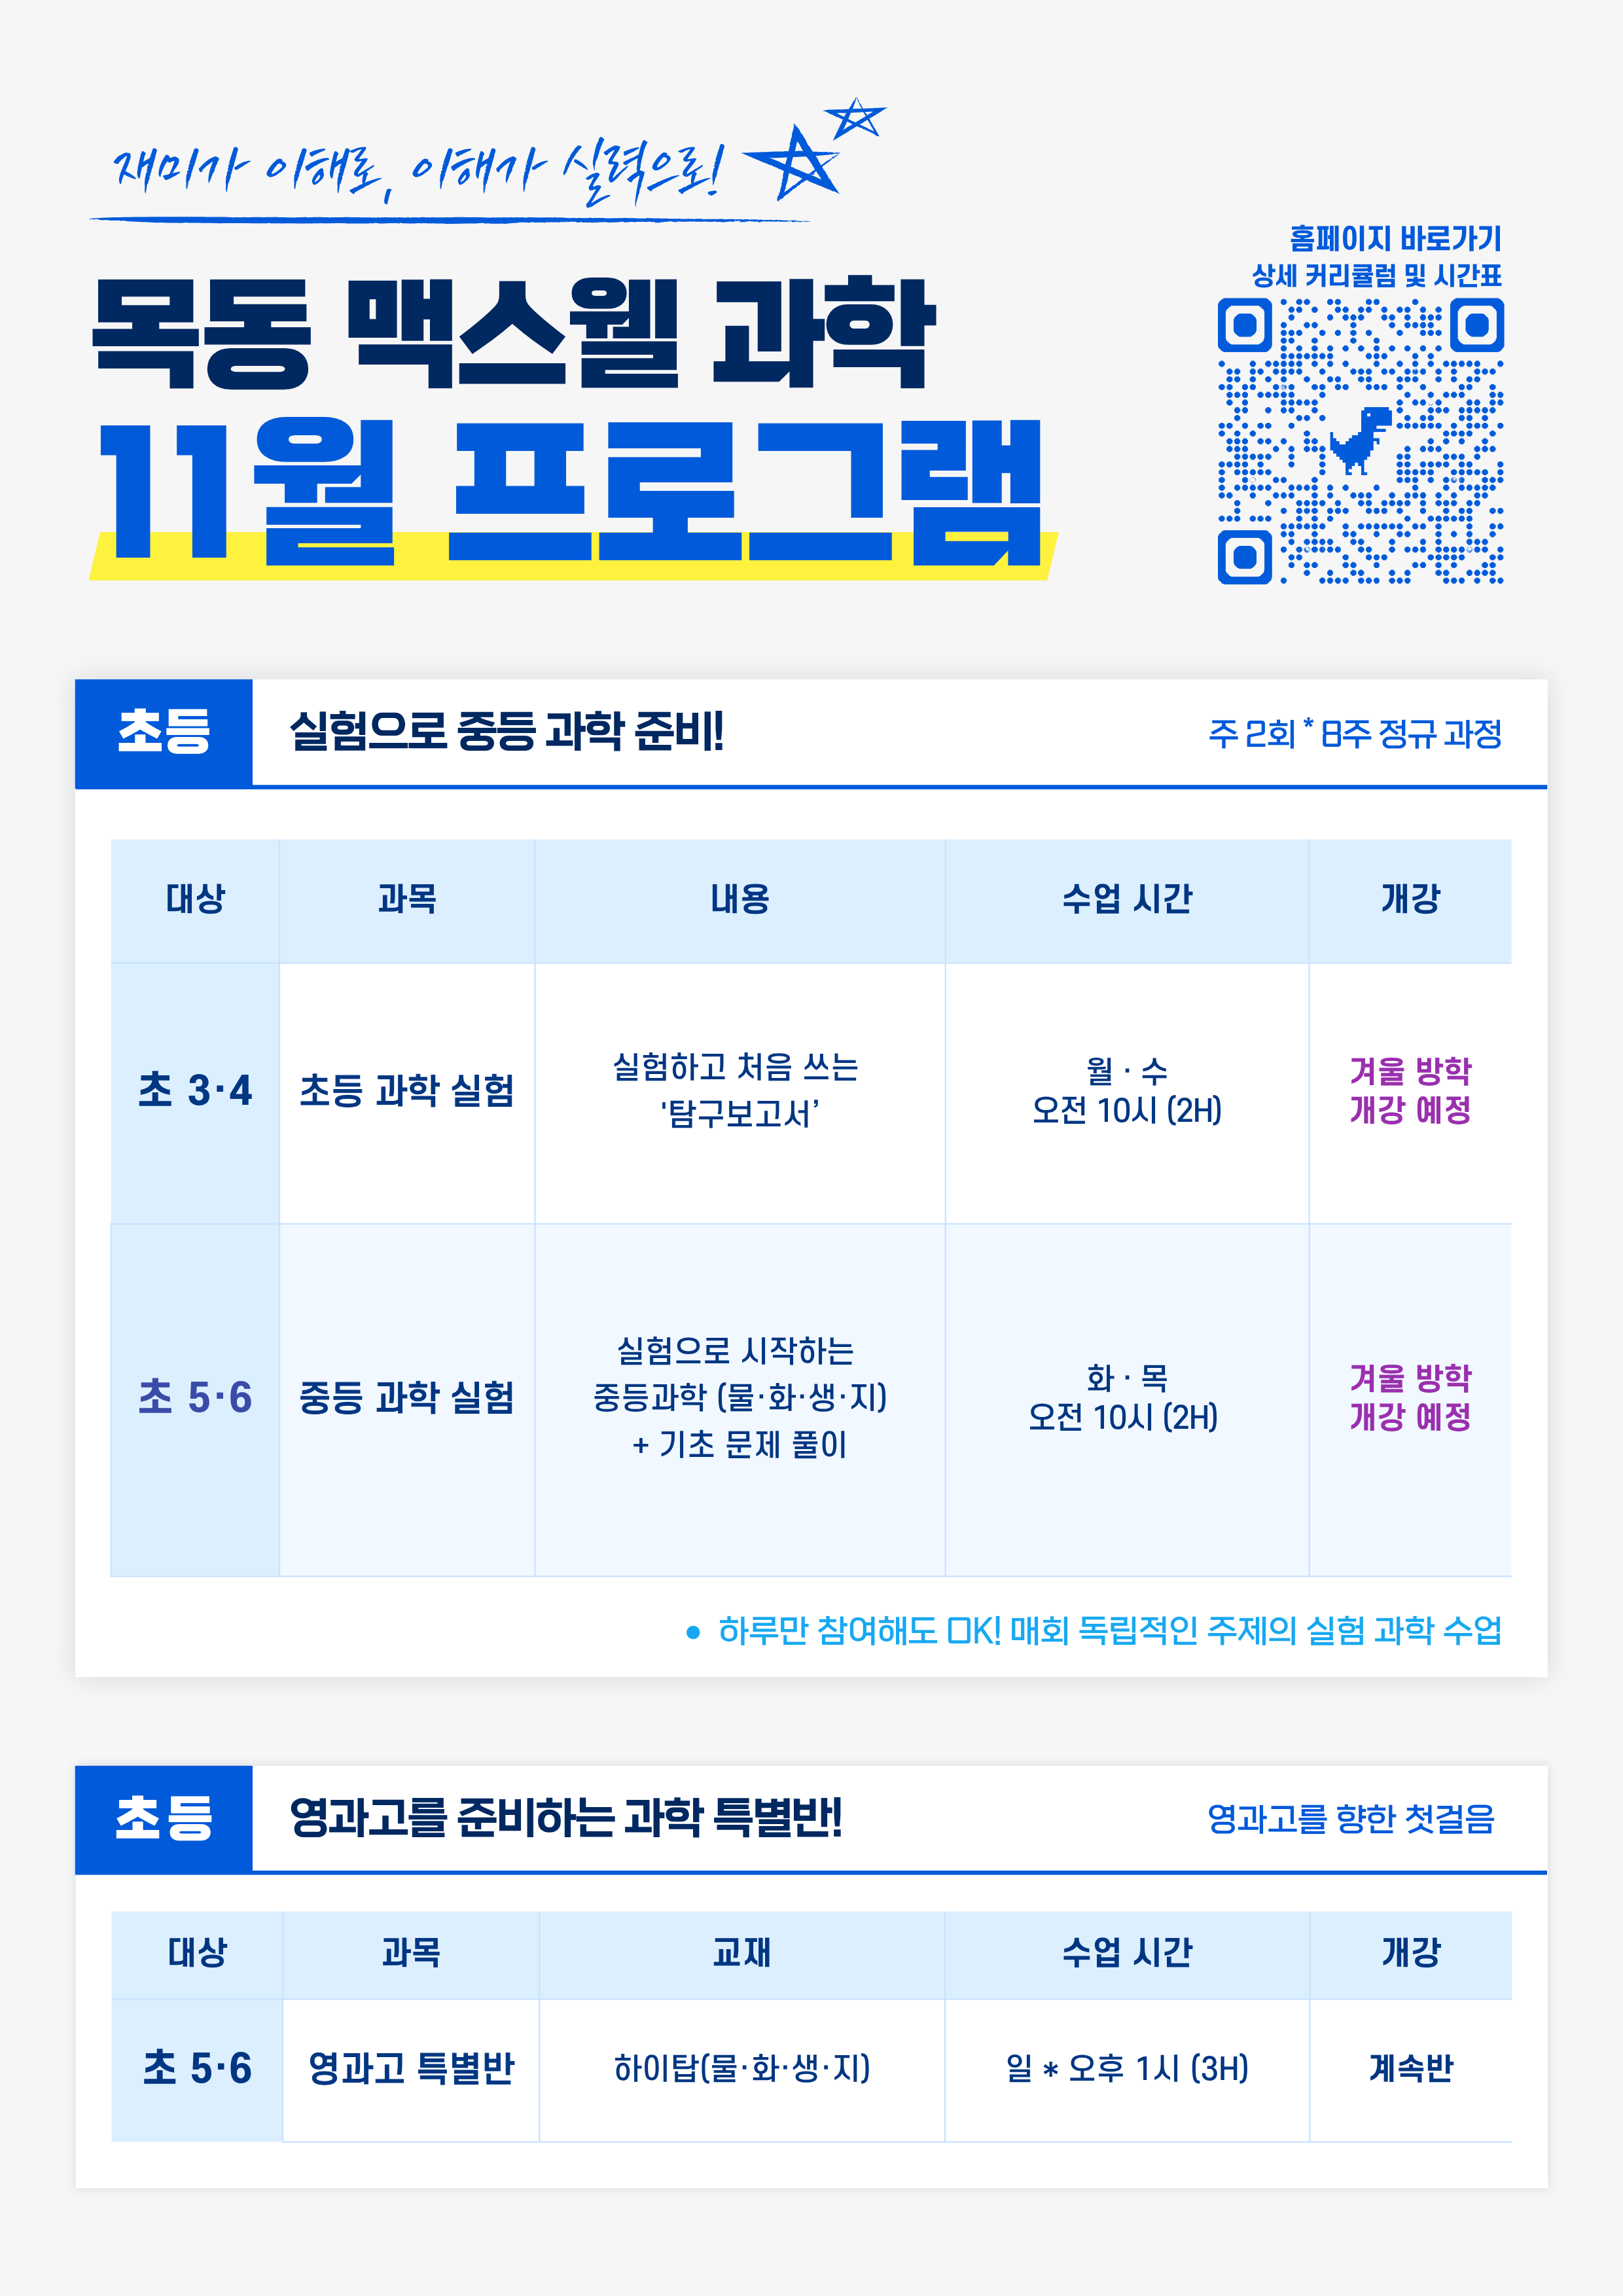 재미가 이해로, 이해가 실력으로!
목동 맥스웰 과학
11월 프로그램
홈페이지 바로가기
상세 커리큘럼 및 시간표
초등
실험으로 중등 과학 준비!
주 2회 * 8주 정규 과정
대상
과목
내용
수업 시간
개강
초 3·4
초등 과학 실험
실험하고 처음 쓰는
'탐구보고서'
월 · 수
오전 10시 (2H)
겨울 방학
개강 예정
초 5·6
중등 과학 실험
실험으로 시작하는
중등과학 (물·화·생·지)
+ 기초 문제 풀이
화 · 목
오전 10시 (2H)
겨울 방학
개강 예정
• 하루만 참여해도 OK! 매회 독립적인 주제의 실험 과학 수업
초등
영과고를 준비하는 과학 특별반!
영과고를 향한 첫걸음
대상
과목
교재
수업 시간
개강
초 5·6
영과고 특별반
하이탑(물·화·생·지)
일 * 오후 1시 (3H)
계속반